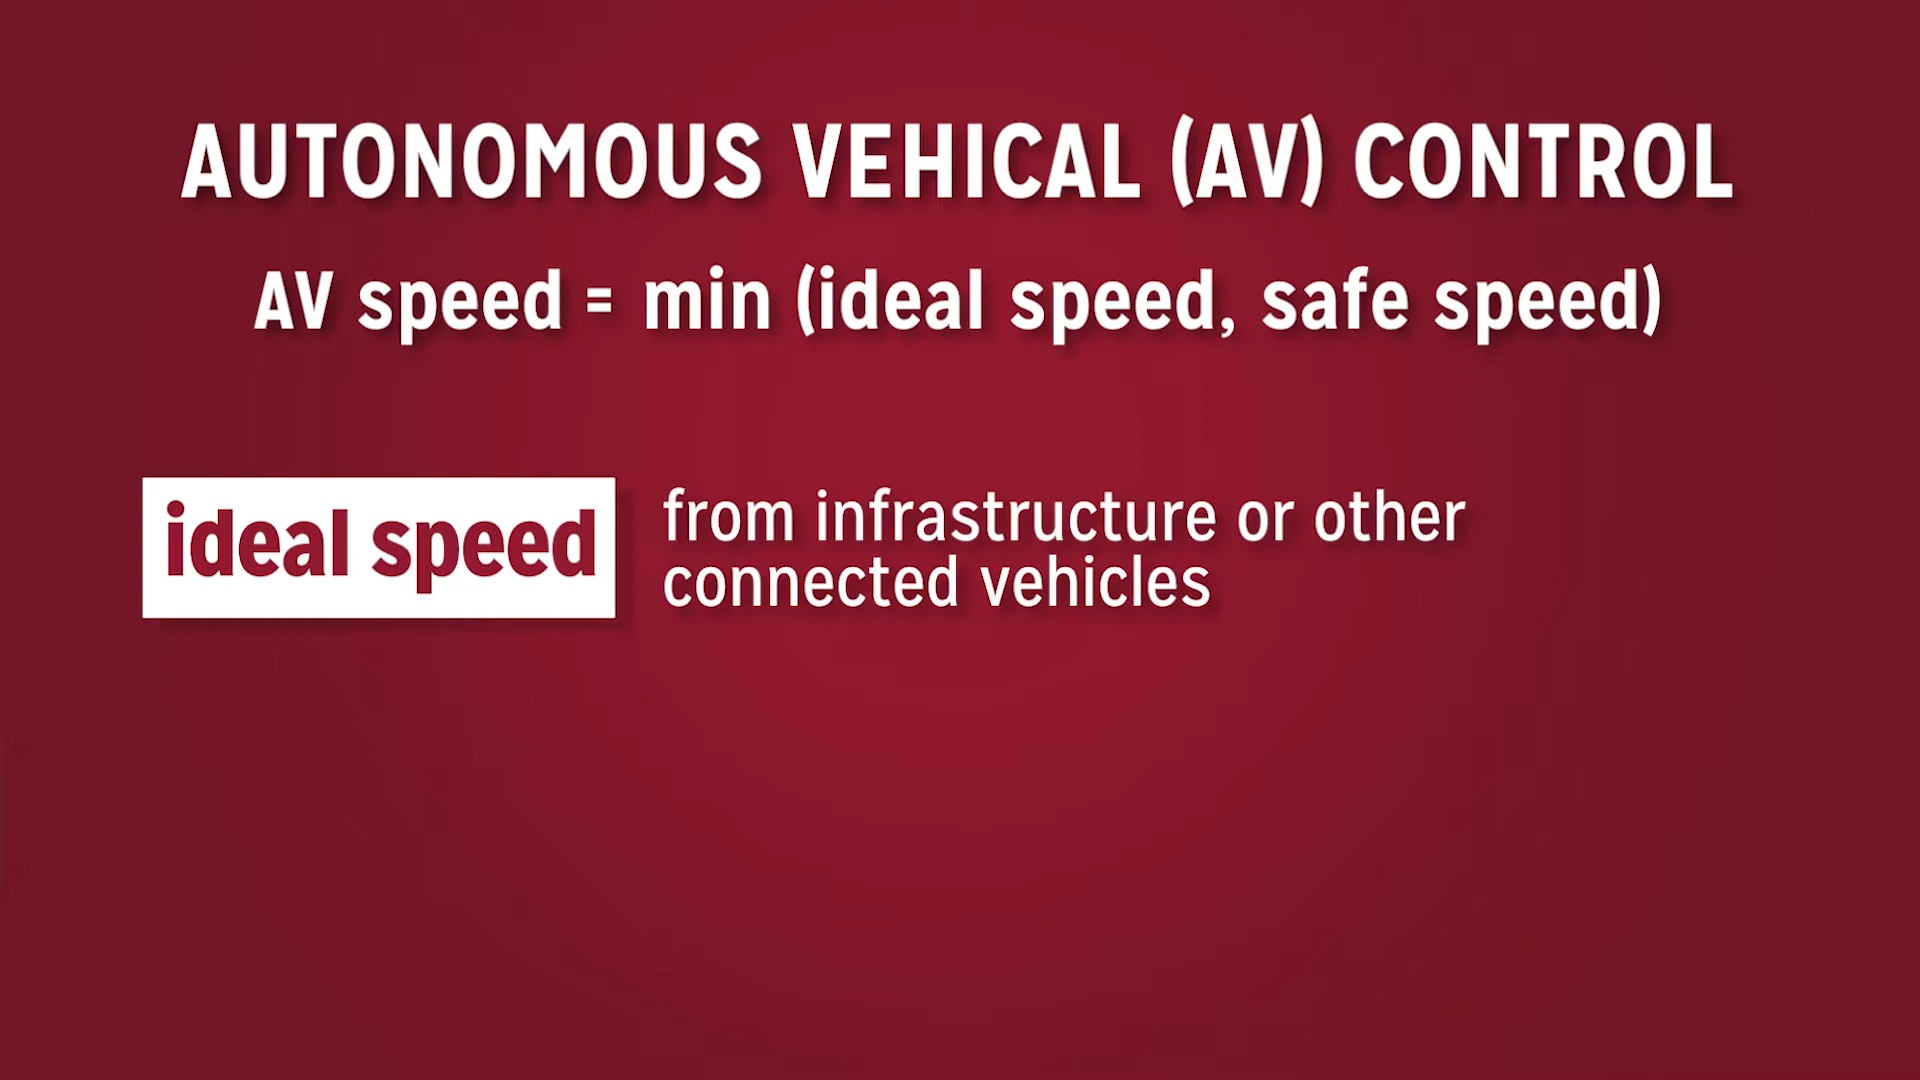 AUTONOMOUS VEHICAL (AV) CONTROL
AV speed = min (ideal speed, safe speed)
ideal speed
from infrastructure or other
connected vehicles